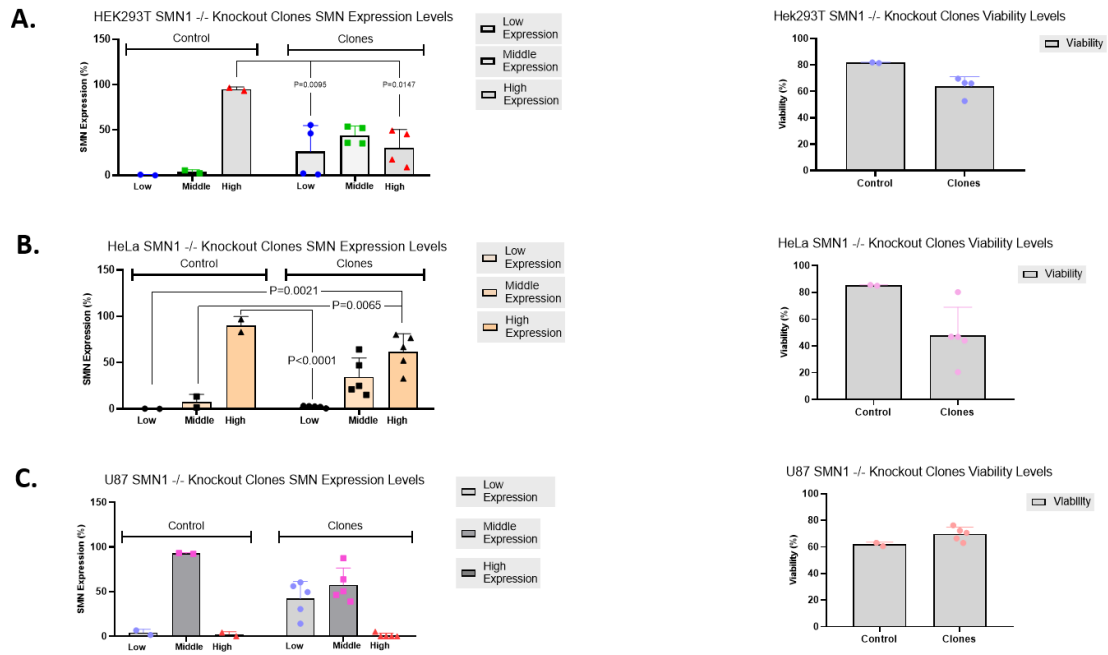 A.
HEK293T SMN1 -/- Knockout Clones SMN Expression Levels
Control
Clones
SMN Expression (%)
150
100
50
0
P=0.0095
P=0.0147
Low
Middle
High
Low
Middle
High
Low
Expression
Middle
Expression
High
Expression
Hek293T SMN1 -/- Knockout Clones Viability Levels
Viability (%)
100
80
60
40
20
0
Control
Clones
Viability
B.
HeLa SMN1 -/- Knockout Clones SMN Expression Levels
Control
Clones
SMN Expression (%)
150
100
50
0
P=0.0021
P=0.0065
P<0.0001
Low
Middle
High
Low
Middle
High
Low
Expression
Middle
Expression
High
Expression
HeLa SMN1 -/- Knockout Clones Viability Levels
Viability (%)
100
80
60
40
20
0
Control
Clones
Viability
C.
U87 SMN1 -/- Knockout Clones SMN Expression Levels
Control
Clones
SMN Expression (%)
150
100
50
0
Low
Middle
High
Low
Middle
High
Low
Expression
Middle
Expression
High
Expression
U87 SMN1 -/- Knockout Clones Viability Levels
Viability (%)
100
80
60
40
20
0
Control
Clones
Viability